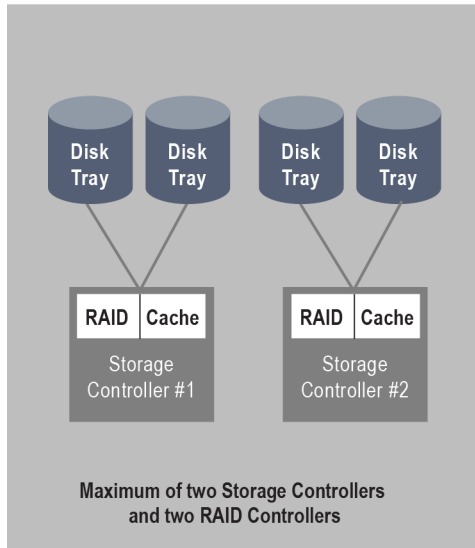 Disk
Tray
Disk
Tray
Disk
Tray
Disk
Tray
RAID Cache
Storage
Controller #1
RAID Cache
Storage
Controller #2
Maximum of two Storage Controllers
and two RAID Controllers